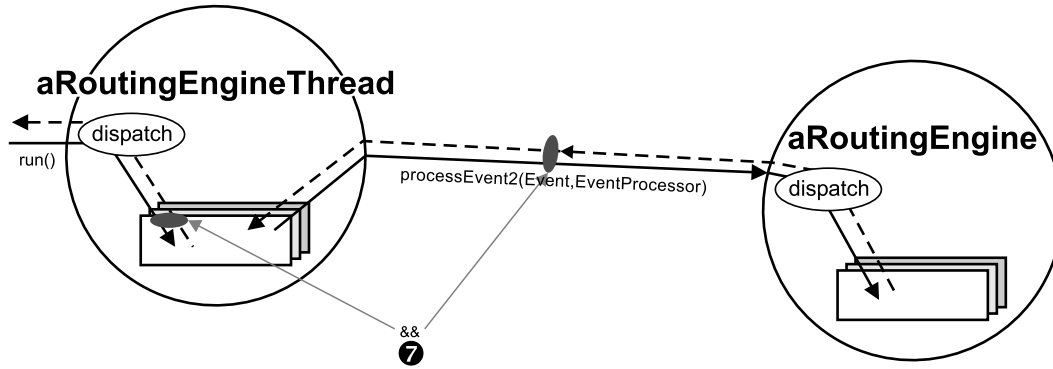 aRoutingEngineThread
dispatch
run()
processEvent2(Event,EventProcessor)
aRoutingEngine
dispatch
&&
7